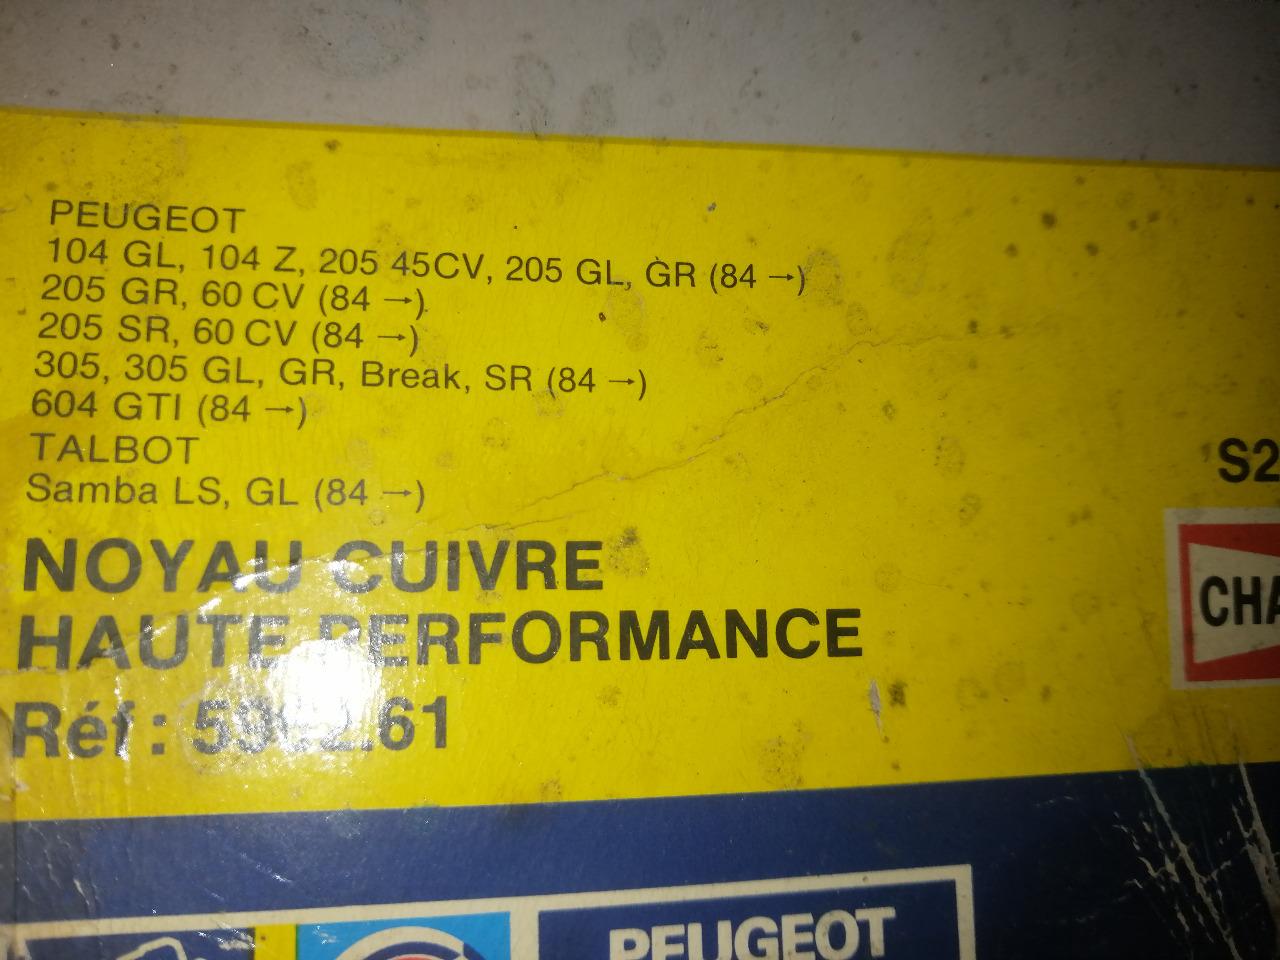 PEUGEOT
104 GL, 104 Z, 205 45CV, 205 GL, GR (84 →)
205 GR, 60 CV (84 →)
205 SR, 60 CV (84 →)
305, 305 GL, GR, Break, SR (84 →)
604 GTI (84 →)
TALBOT
Samba LS, GL (84 →)
NOYAU CUIVRE
HAUTE PERFORMANCE
Réf :
S2
CHA
PEUGEOT